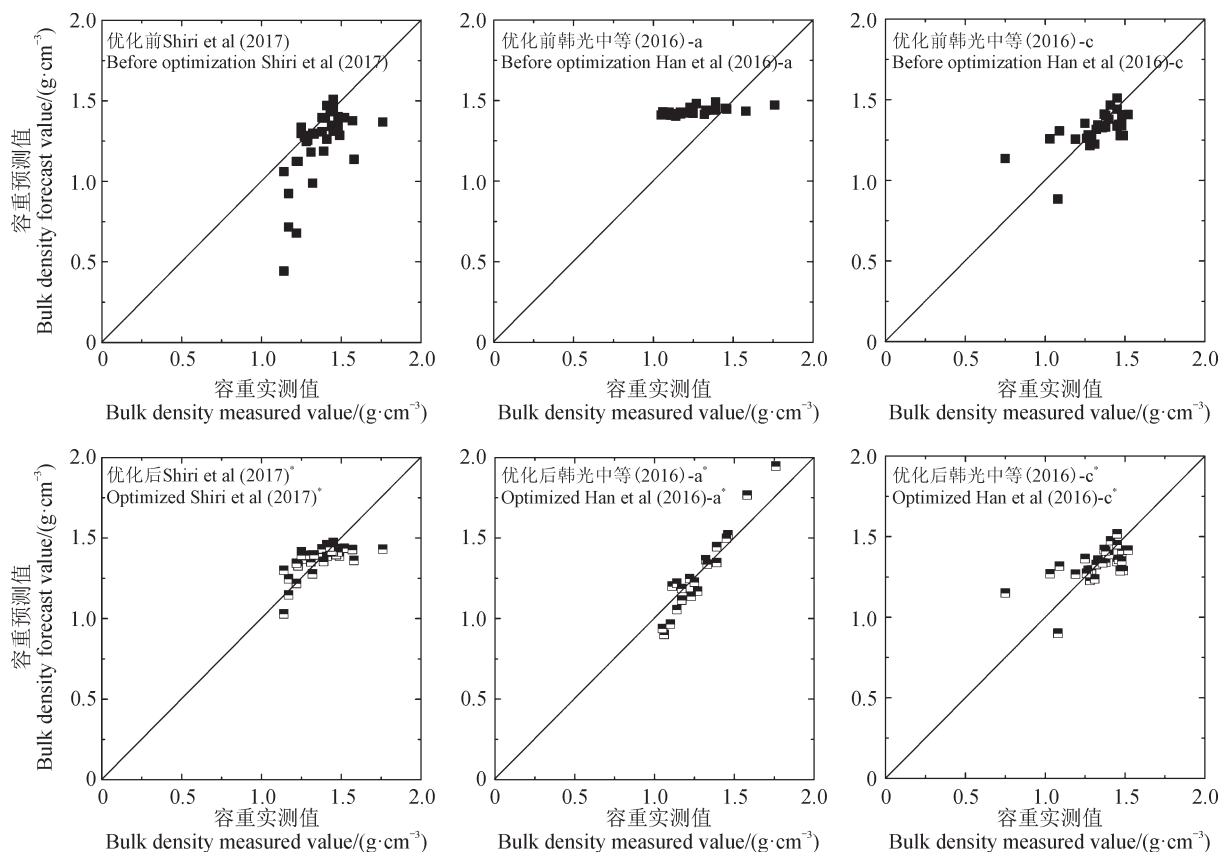 2.0
1.5
1.0
0.5
0
0
0.5
1.0
1.5
2.0
优化前Shiri et al (2017)
Before optimization Shiri et al (2017)
容重预测值
Bulk density forecast value/(g·cm⁻³)
容重实测值
Bulk density measured value/(g·cm⁻³)
2.0
1.5
1.0
0.5
0
0
0.5
1.0
1.5
2.0
优化前韩光中等(2016)-a
Before optimization Han et al (2016)-a
容重实测值
Bulk density measured value/(g·cm⁻³)
2.0
1.5
1.0
0.5
0
0
0.5
1.0
1.5
2.0
优化前韩光中等(2016)-c
Before optimization Han et al (2016)-c
容重实测值
Bulk density measured value/(g·cm⁻³)
2.0
1.5
1.0
0.5
0
0
0.5
1.0
1.5
2.0
优化后Shiri et al (2017)*
Optimized Shiri et al (2017)*
容重预测值
Bulk density forecast value/(g·cm⁻³)
容重实测值
Bulk density measured value/(g·cm⁻³)
2.0
1.5
1.0
0.5
0
0
0.5
1.0
1.5
2.0
优化后韩光中等(2016)-a*
Optimized Han et al (2016)-a*
容重实测值
Bulk density measured value/(g·cm⁻³)
2.0
1.5
1.0
0.5
0
0
0.5
1.0
1.5
2.0
优化后韩光中等(2016)-c*
Optimized Han et al (2016)-c*
容重实测值
Bulk density measured value/(g·cm⁻³)